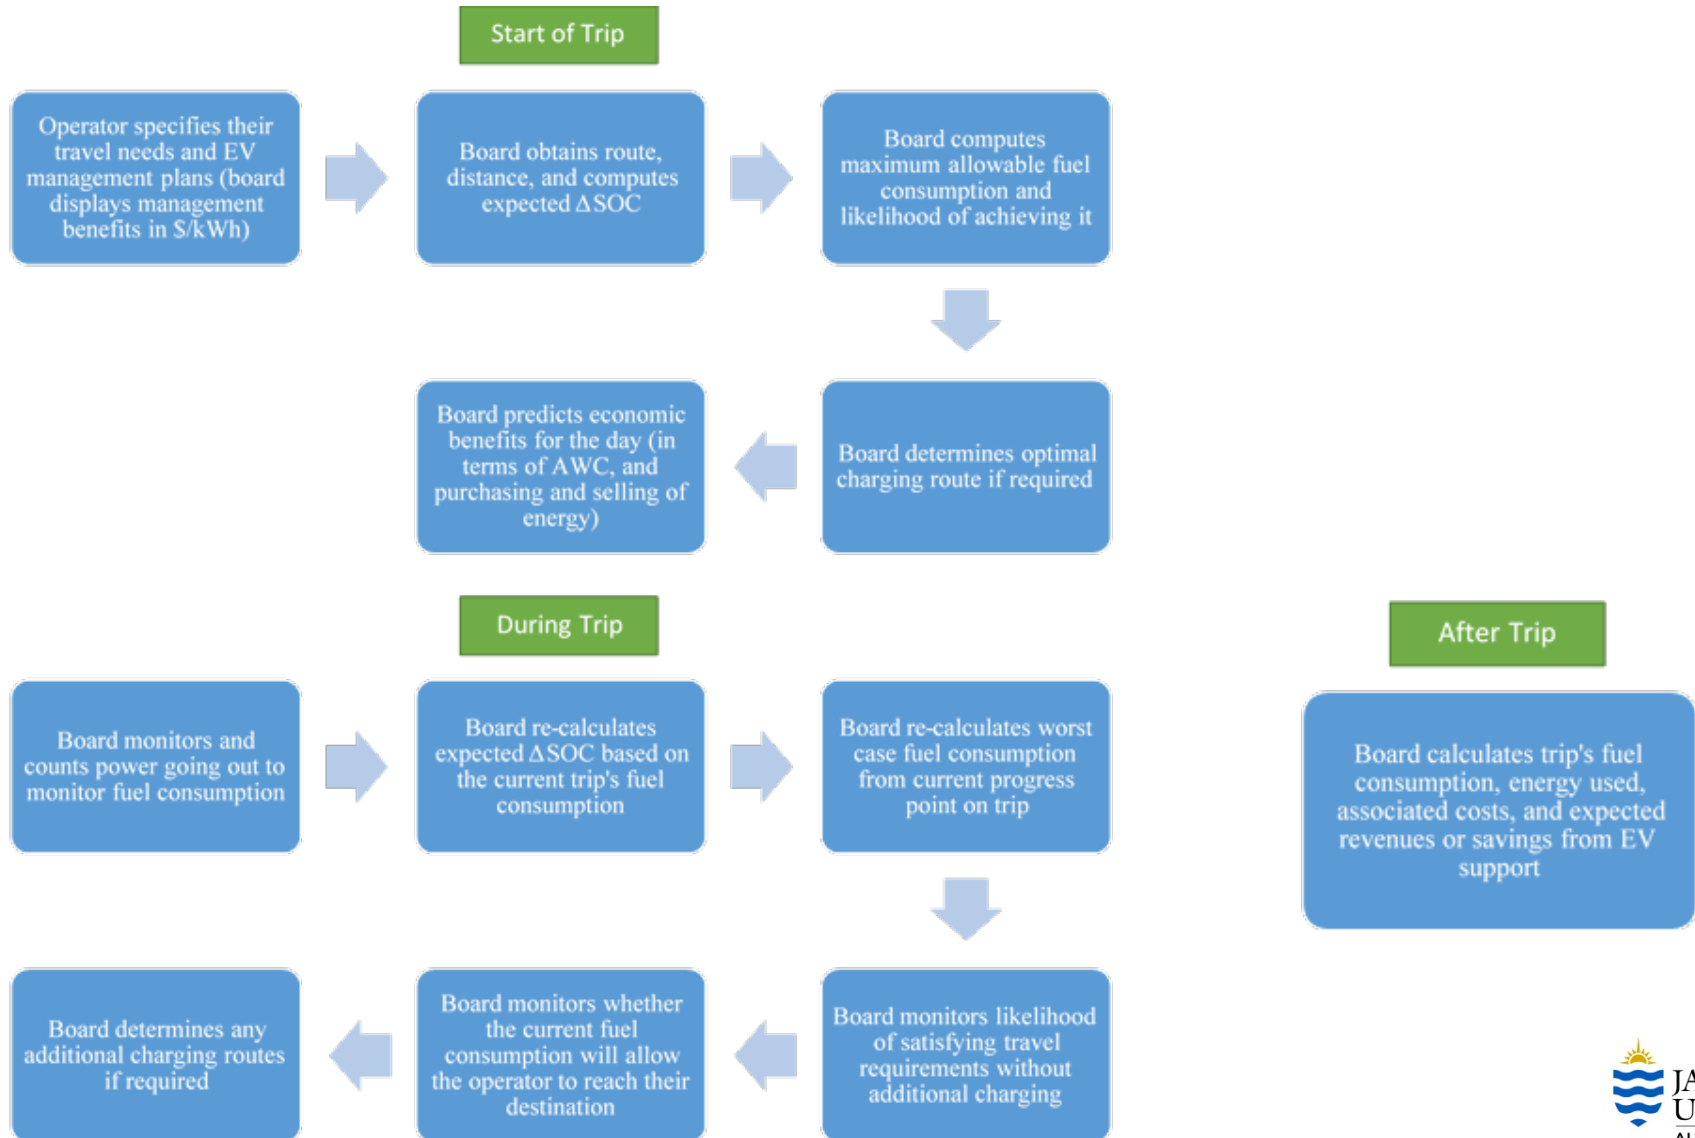 Start of Trip
Operator specifies their
travel needs and EV
management plans (board
displays management
benefits in $/kWh)
Board obtains route,
distance, and computes
expected ΔSOC
Board computes
maximum allowable fuel
consumption and
likelihood of achieving it
Board determines optimal
charging route if required
Board predicts economic
benefits for the day (in
terms of AWC, and
purchasing and selling of
energy)
During Trip
Board monitors and
counts power going out to
monitor fuel consumption
Board re-calculates
expected ΔSOC based on
the current trip's fuel
consumption
Board re-calculates worst
case fuel consumption
from current progress
point on trip
Board monitors likelihood
of satisfying travel
requirements without
additional charging
Board monitors whether
the current fuel
consumption will allow
the operator to reach their
destination
Board determines any
additional charging routes
if required
After Trip
Board calculates trip's fuel
consumption, energy used,
associated costs, and expected
revenues or savings from EV
support
JA
U